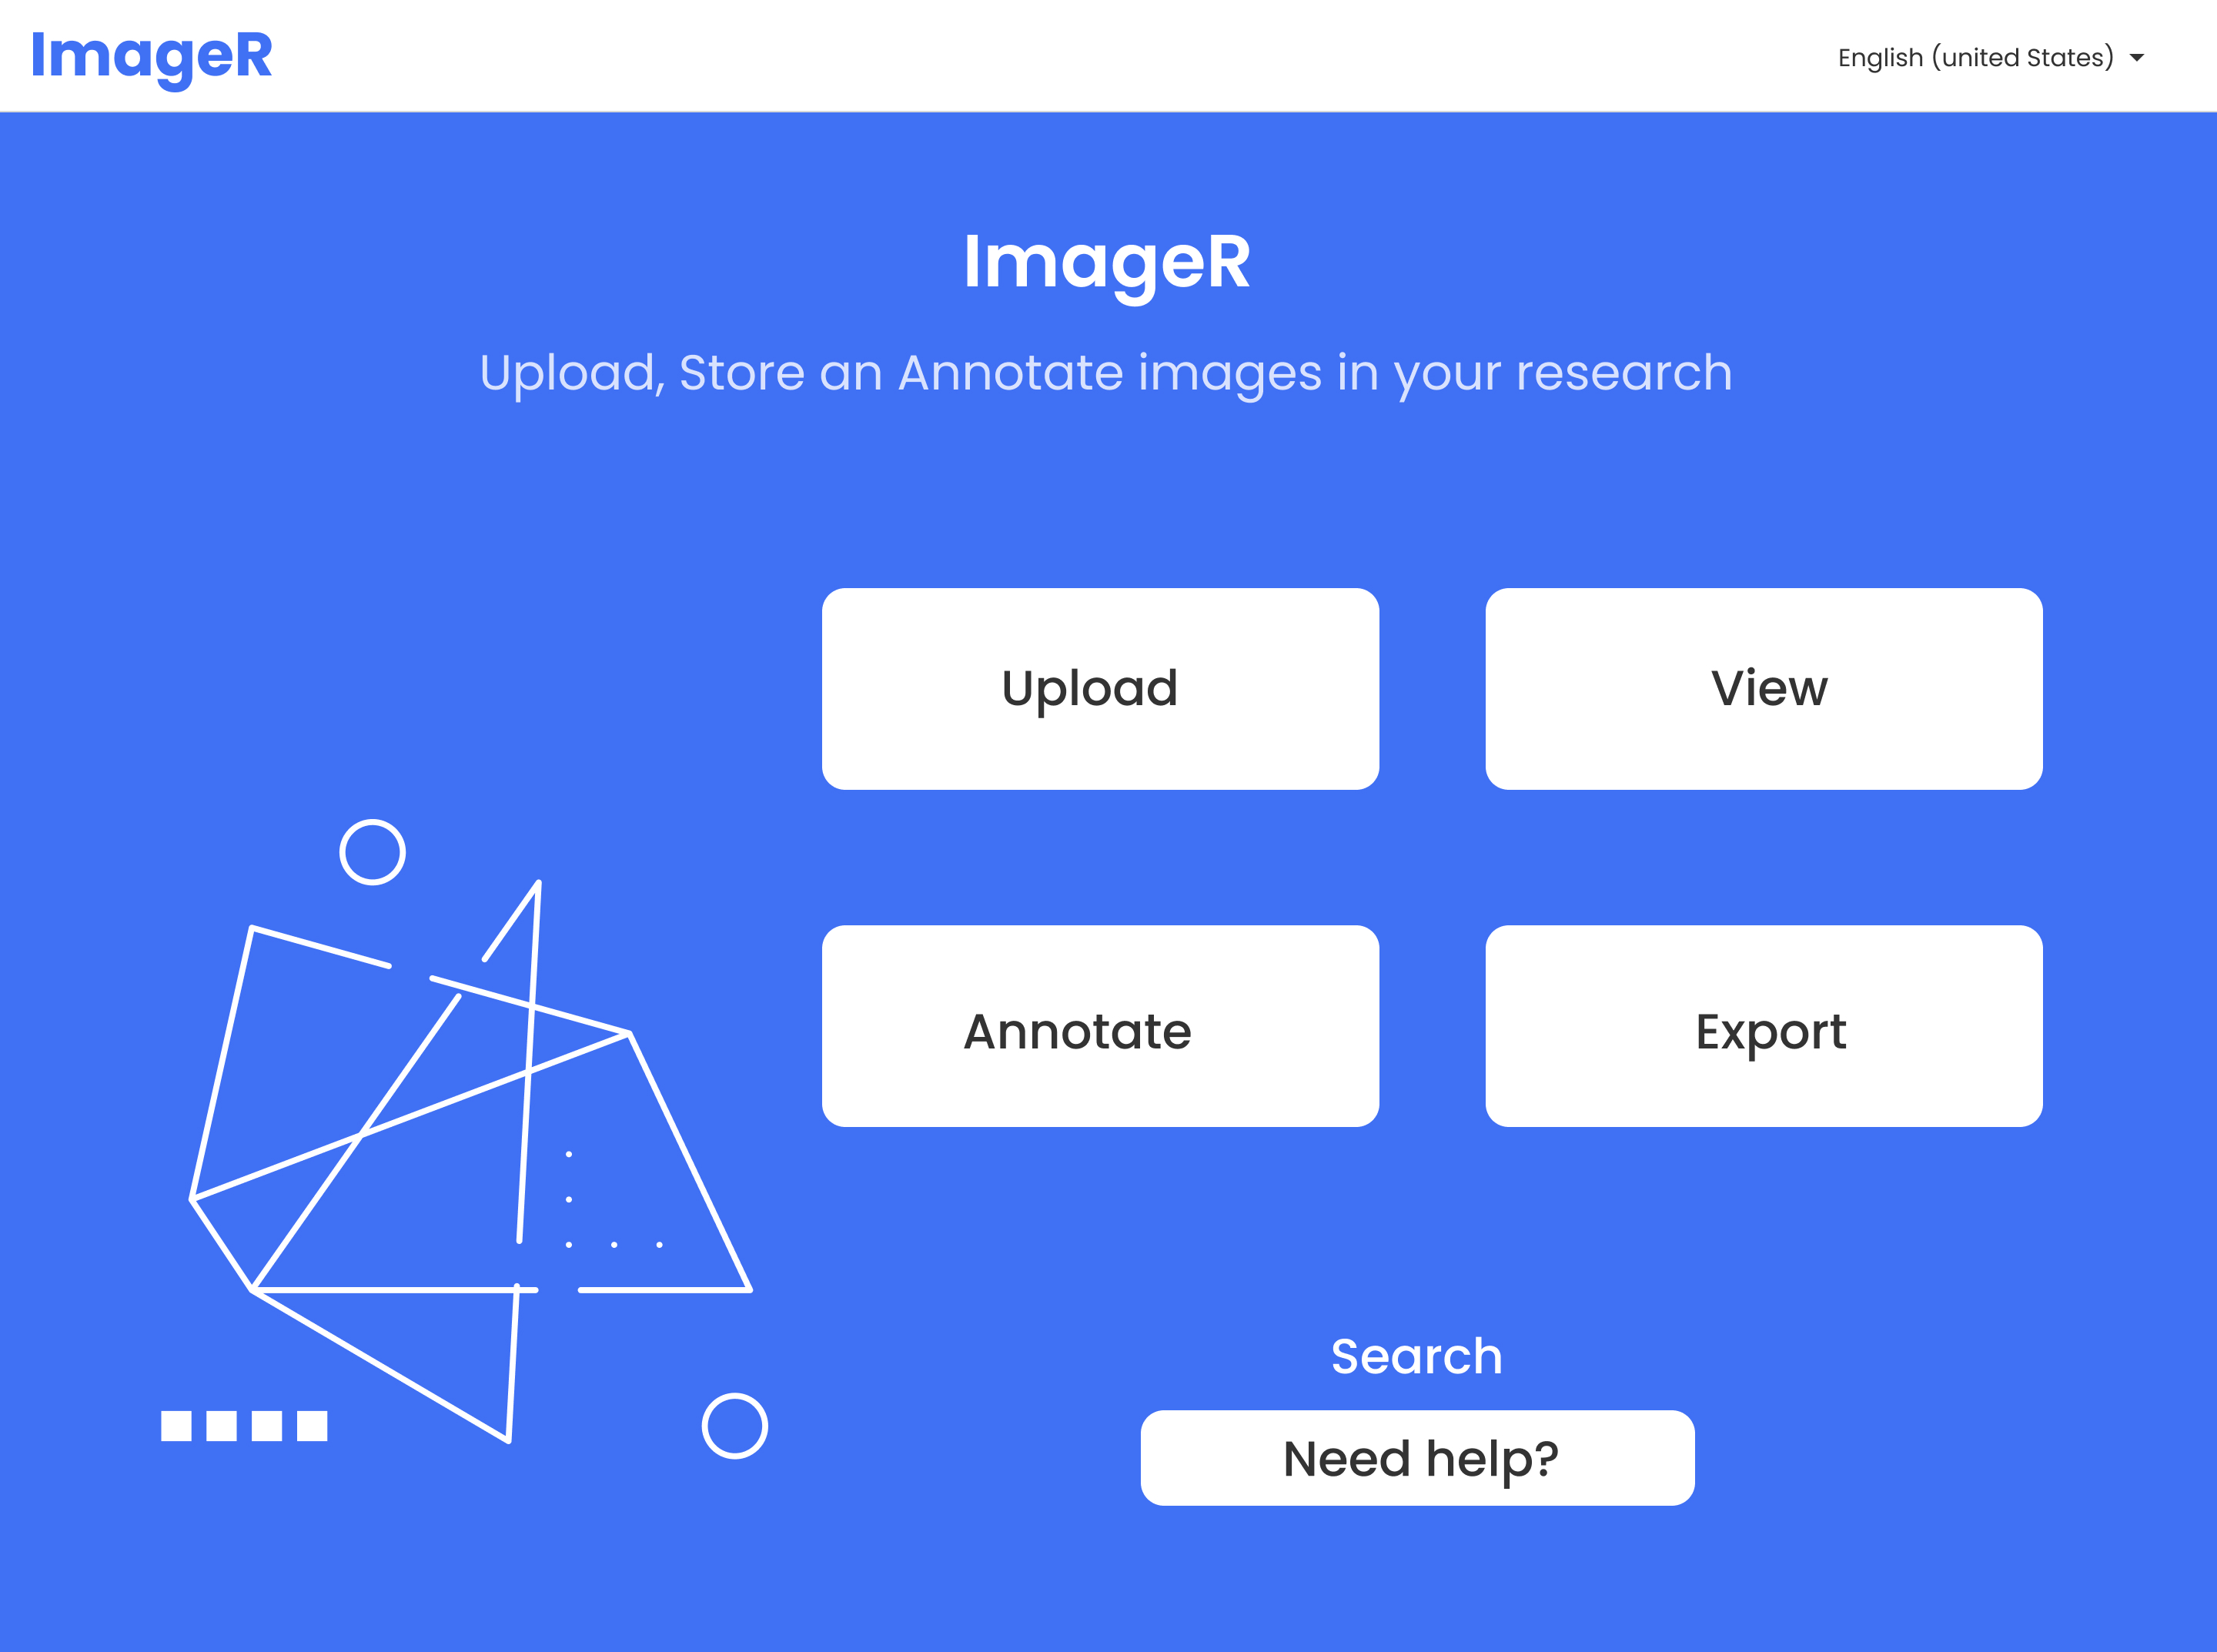 ImageR
English (united States)
ImageR
Upload, Store an Annotate images in your research
Upload
View
Annotate
Export
Search
Need help?